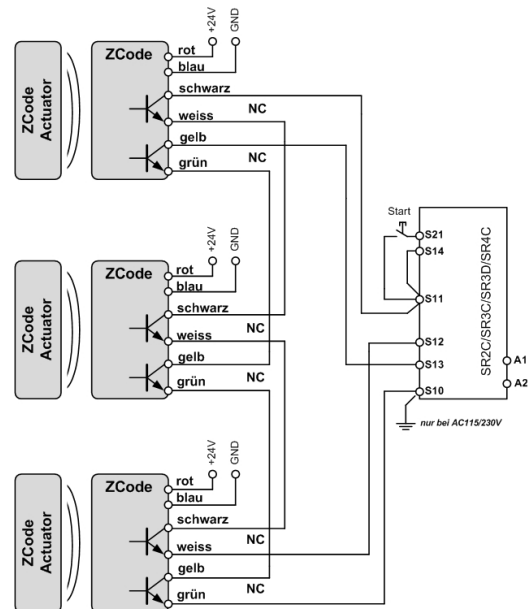 +24V
GND
ZCode
Actuator
ZCode
rot
blau
schwarz
NC
weiss
gelb
NC
grün
+24V
GND
ZCode
Actuator
ZCode
rot
blau
schwarz
NC
weiss
gelb
NC
grün
+24V
GND
ZCode
Actuator
ZCode
rot
blau
schwarz
NC
weiss
gelb
NC
grün
Start
S21
S14
S11
S12
S13
S10
SR2C/SR3C/SR3D/SR4C
A1
A2
nur bei AC115/230V